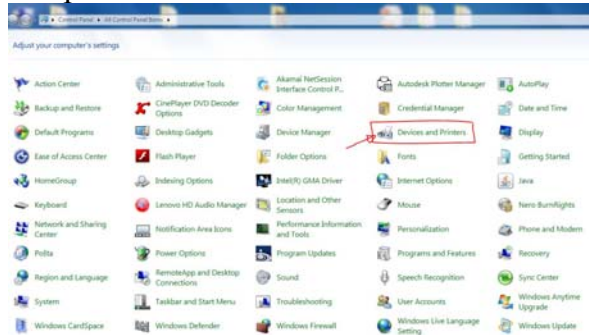 Control Panel ▸ All Control Panel Items ▸
Adjust your computer's settings
Action Center
Administrative Tools
Akamai NetSession
Interface Control P...
Autodesk Plotter Manager
AutoPlay
Backup and Restore
CinePlayer DVD Decoder
Options
Color Management
Credential Manager
Date and Time
Default Programs
Desktop Gadgets
Device Manager
Devices and Printers
Display
Ease of Access Center
Flash Player
Folder Options
Fonts
Getting Started
HomeGroup
Indexing Options
Intel(R) GMA Driver
Internet Options
Java
Keyboard
Lenovo HD Audio Manager
Location and Other
Sensors
Mouse
Nero BurnRights
Network and Sharing
Center
Notification Area Icons
Performance Information
and Tools
Personalization
Phone and Modem
Pošta
Power Options
Program Updates
Programs and Features
Recovery
Region and Language
RemoteApp and Desktop
Connections
Sound
Speech Recognition
Sync Center
System
Taskbar and Start Menu
Troubleshooting
User Accounts
Windows Anytime
Upgrade
Windows CardSpace
Windows Defender
Windows Firewall
Windows Live Language
Setting
Windows Update